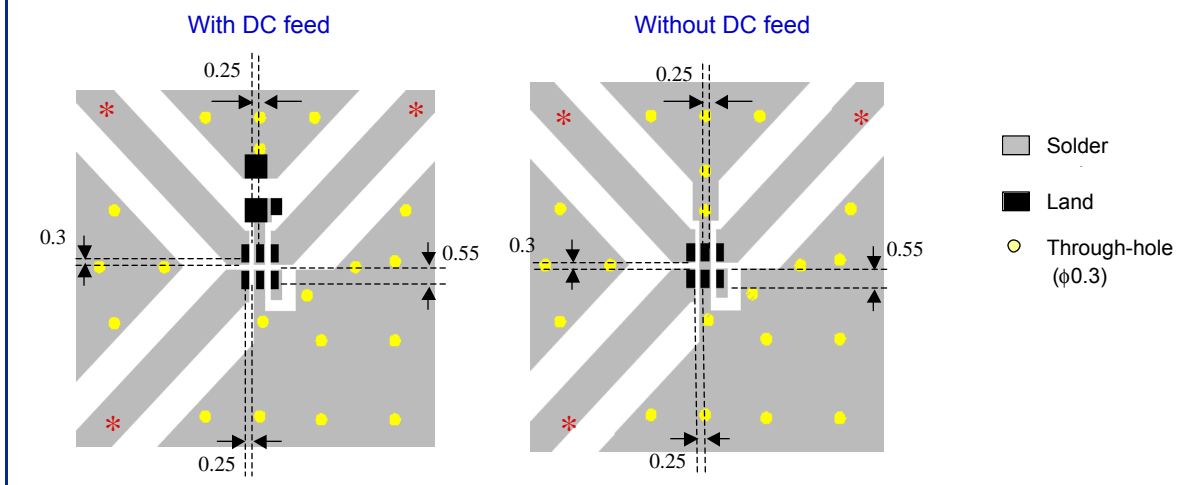 With DC feed
Without DC feed
0.25
0.25
*
*
*
*
Solder
Land
0.3
0.55
0.3
0.55
Through-hole
(ϕ0.3)
*
*
0.25
0.25